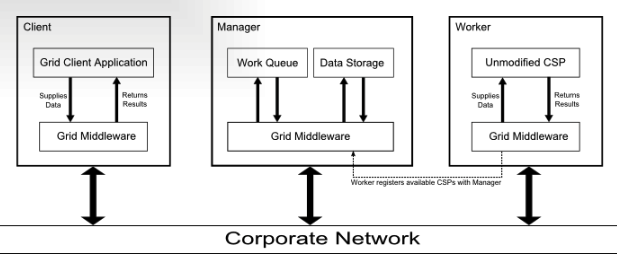 Client
Grid Client Application
Supplies
Data
Returns
Results
Grid Middleware
Manager
Work Queue
Data Storage
Grid Middleware
Worker
Unmodified CSP
Supplies
Data
Returns
Results
Grid Middleware
Worker registers available CSPs with Manager
Corporate Network